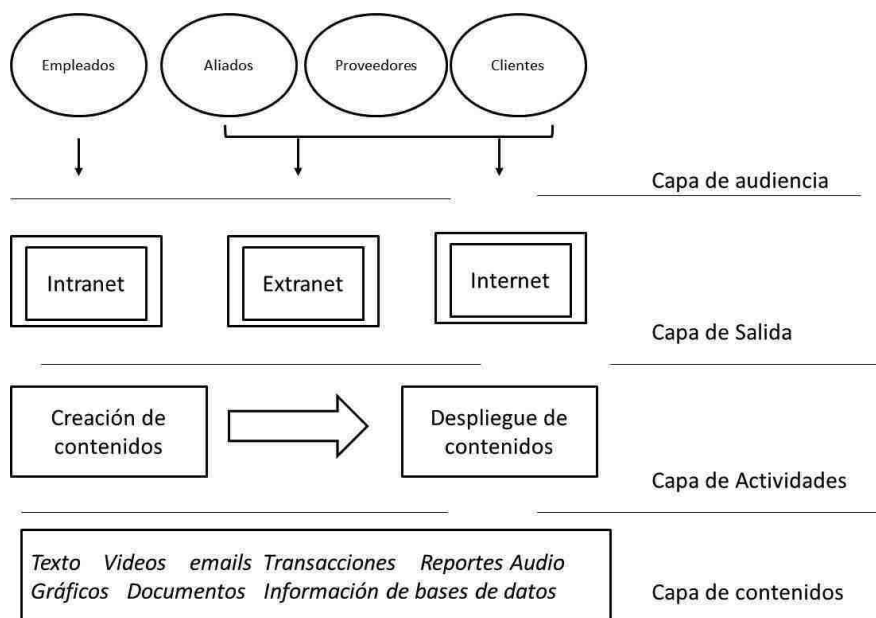 Empleados
Aliados
Proveedores
Clientes
Capa de audiencia
Intranet
Extranet
Internet
Capa de Salida
Creación de
contenidos
Despliegue de
contenidos
Capa de Actividades
Texto Videos emails Transacciones Reportes Audio
Gráficos Documentos Información de bases de datos
Capa de contenidos